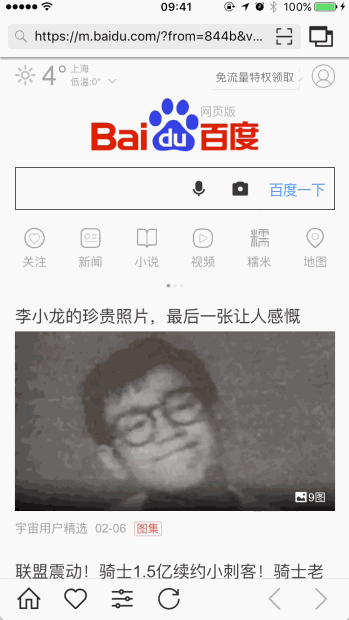 09:41
100%
https://m.baidu.com/?from=844b&v...
4°
上海
低温:0°
免流量特权领取
网页版
Bai du 百度
百度一下
关注 新闻 小说 视频 糯米 地图
糯
李小龙的珍贵照片，最后一张让人感慨
9图
宇宙用户精选 02-06 图集
联盟震动！骑士1.5亿续约小刺客！骑士老